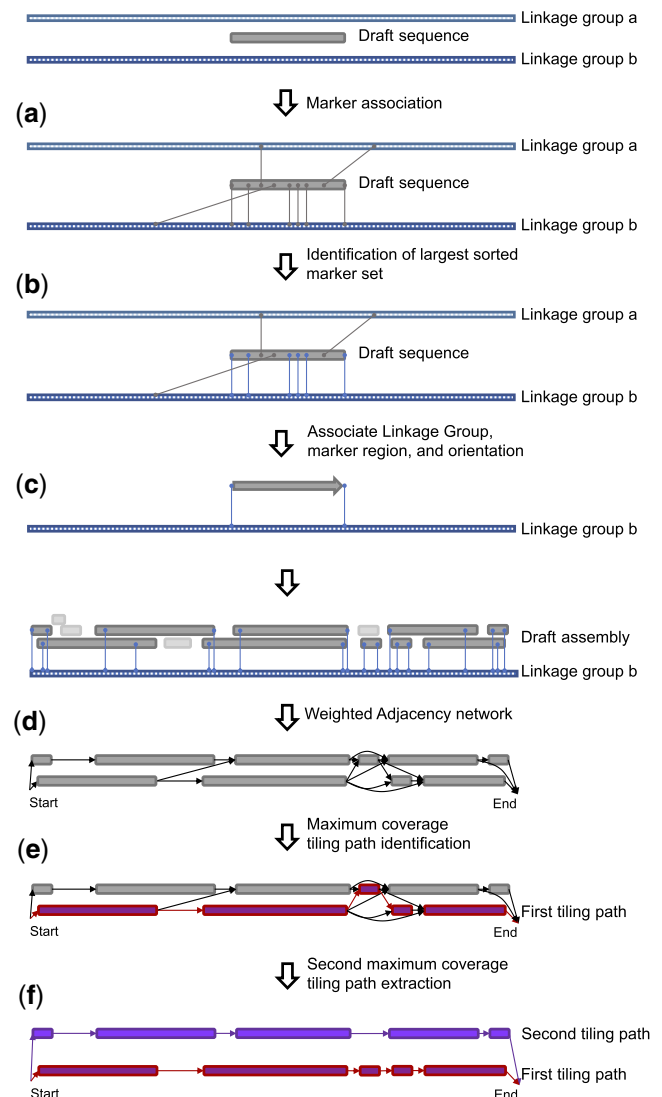 Linkage group a
Draft sequence
Linkage group b
(a)
Marker association
Linkage group a
Draft sequence
Linkage group b
Identification of largest sorted
marker set
(b)
Linkage group a
Draft sequence
Linkage group b
Associate Linkage Group,
marker region, and orientation
(c)
Linkage group b
Draft assembly
Linkage group b
(d)
Weighted Adjacency network
Start
End
Maximum coverage
tiling path identification
(e)
First tiling path
Start
End
Second maximum coverage
tiling path extraction
(f)
Second tiling path
First tiling path
Start
End